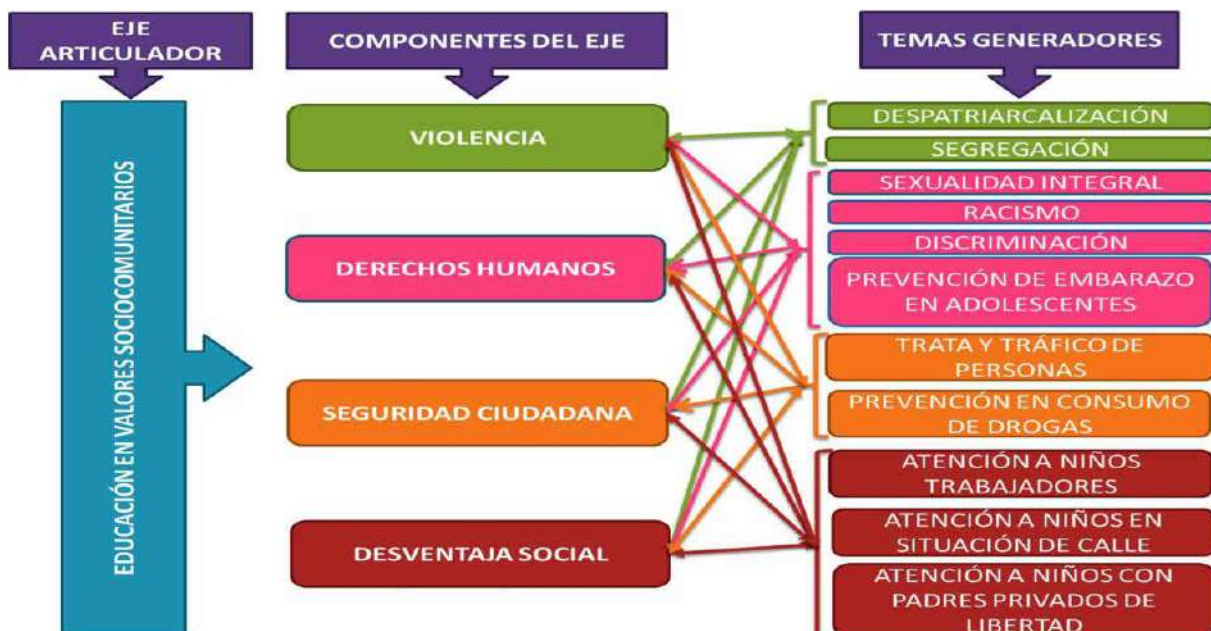 EJE
ARTICULADOR
EDUCACIÓN EN VALORES SOCIOCOMUNITARIOS
COMPONENTES DEL EJE
VIOLENCIA
DERECHOS HUMANOS
SEGURIDAD CIUDADANA
DESVENTAJA SOCIAL
TEMAS GENERADORES
DESPATRIARCALIZACIÓN
SEGREGACIÓN
SEXUALIDAD INTEGRAL
RACISMO
DISCRIMINACIÓN
PREVENCIÓN DE EMBARAZO
EN ADOLESCENTES
TRATA Y TRÁFICO DE
PERSONAS
PREVENCIÓN EN CONSUMO
DE DROGAS
ATENCIÓN A NIÑOS
TRABAJADORES
ATENCIÓN A NIÑOS EN
SITUACIÓN DE CALLE
ATENCIÓN A NIÑOS CON
PADRES PRIVADOS DE
LIBERTAD